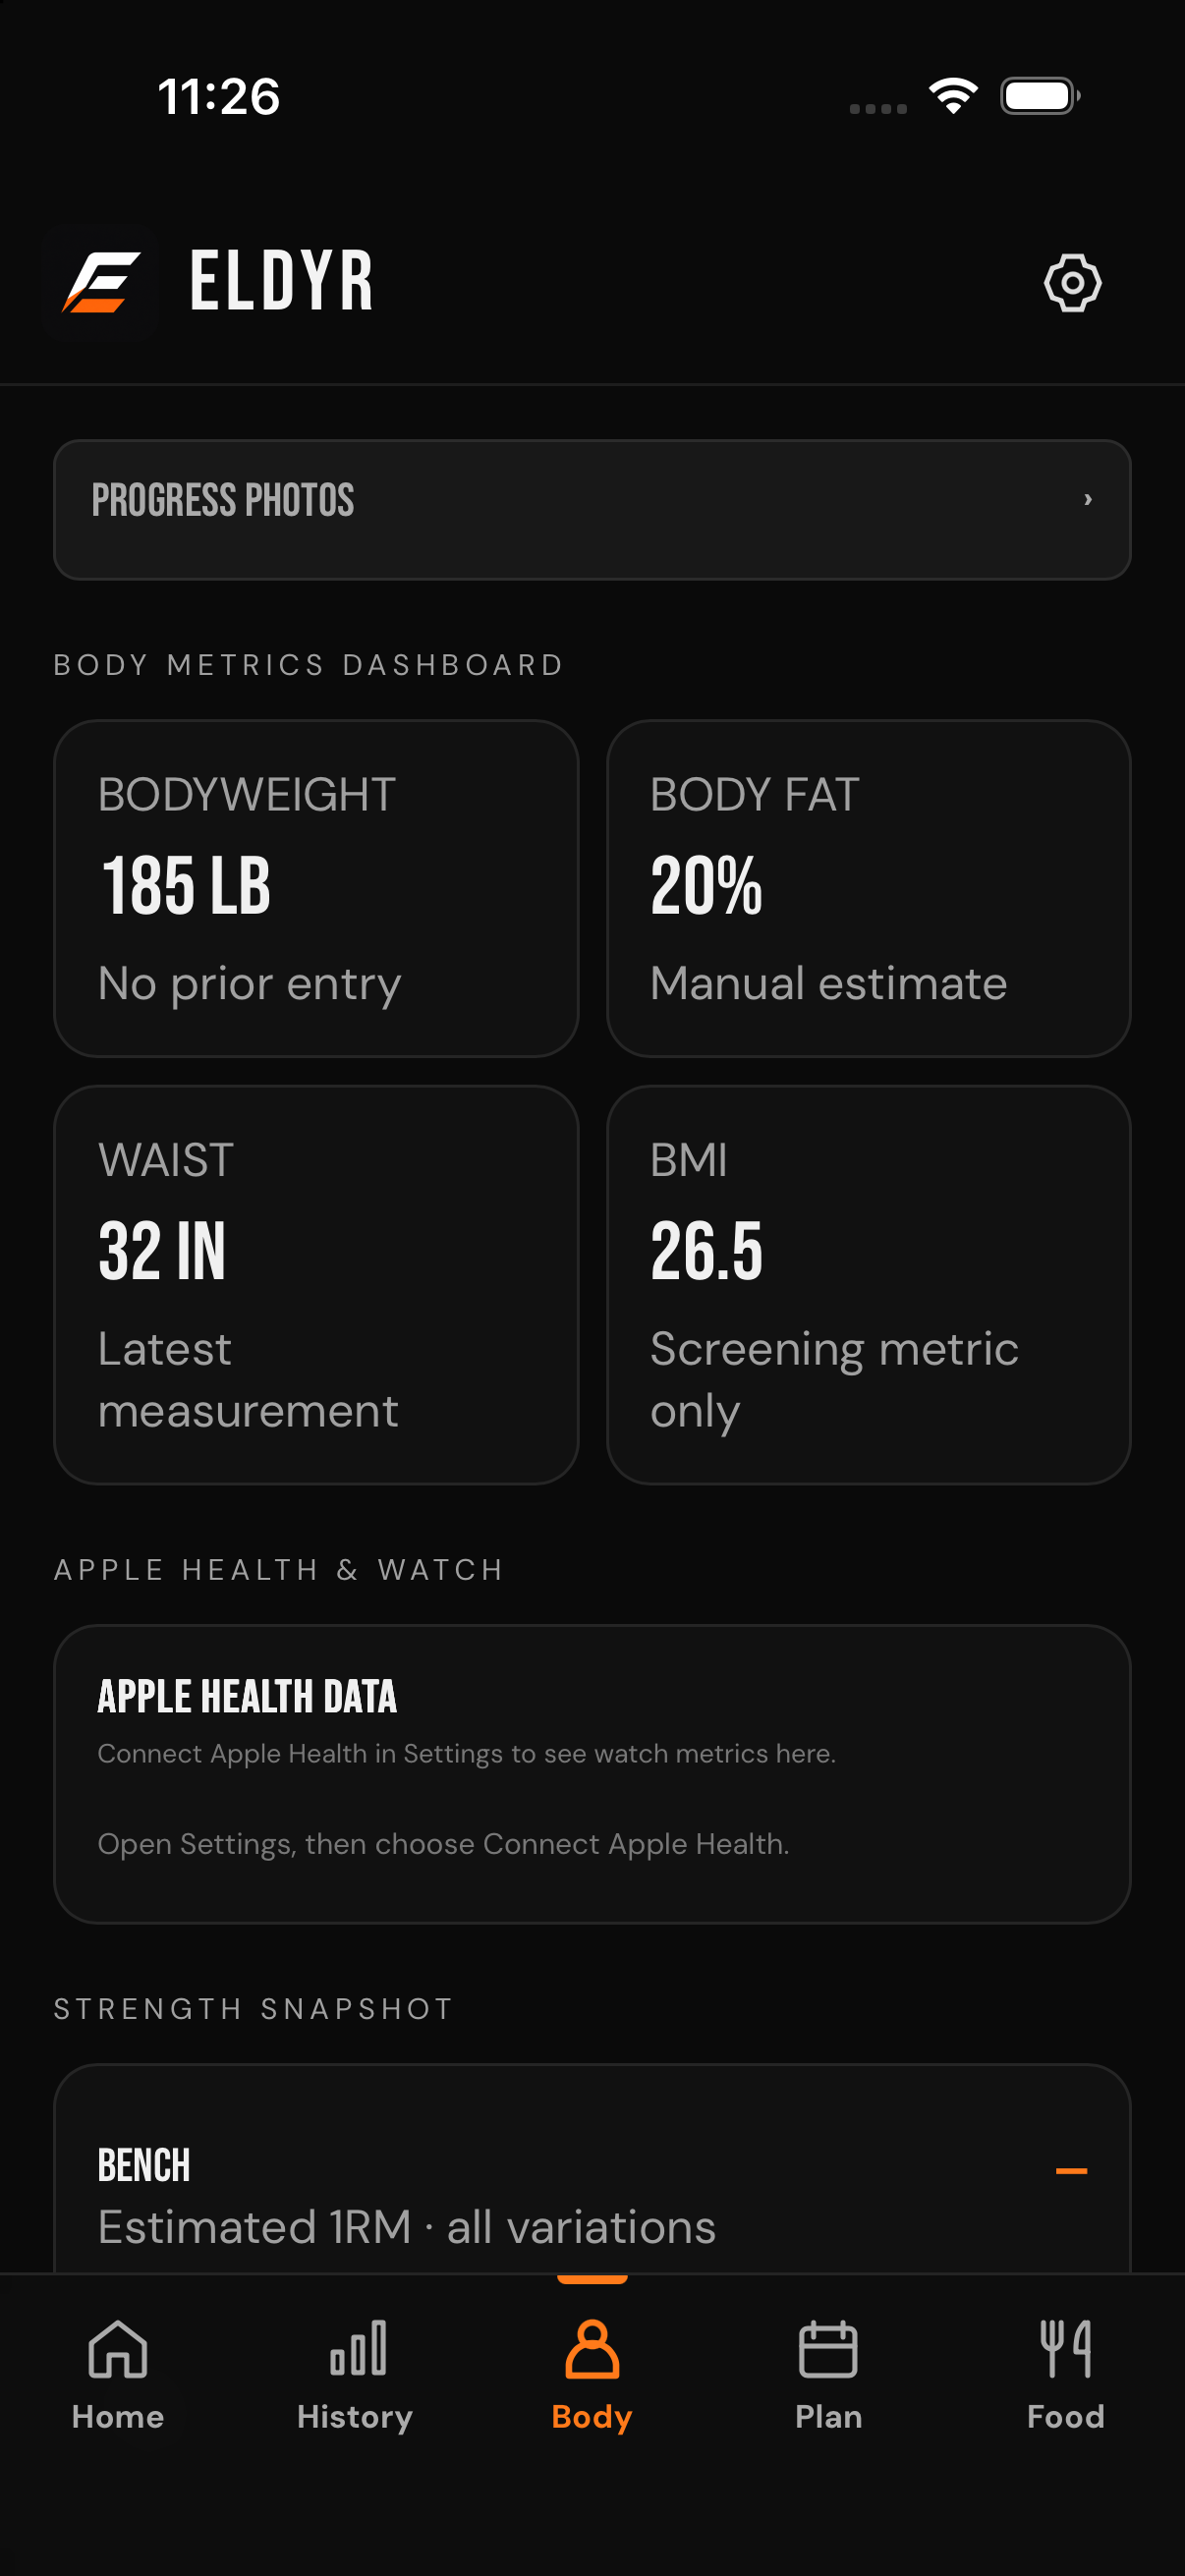 11:26
ELDYR
PROGRESS PHOTOS ›
BODY METRICS DASHBOARD
BODYWEIGHT
185 LB
No prior entry
BODY FAT
20%
Manual estimate
WAIST
32 IN
Latest
measurement
BMI
26.5
Screening metric
only
APPLE HEALTH & WATCH
APPLE HEALTH DATA
Connect Apple Health in Settings to see watch metrics here.
Open Settings, then choose Connect Apple Health.
STRENGTH SNAPSHOT
BENCH –
Estimated 1RM · all variations
Home
History
Body
Plan
Food